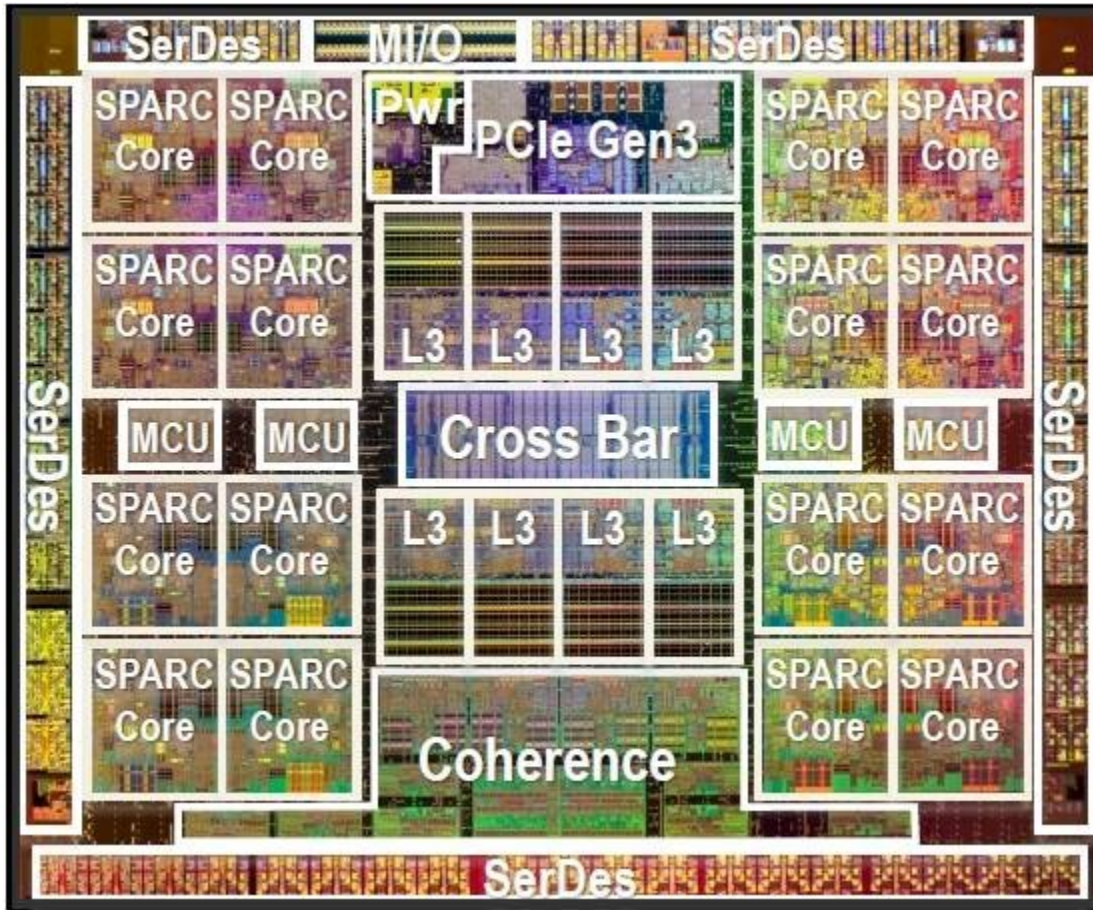 SerDes MI/O SerDes
SPARC SPARC Pwr SPARC SPARC
Core Core PCIe Gen3 Core Core
SPARC SPARC SPARC SPARC
Core Core L3 L3 L3 L3 Core Core
SerDes MCU MCU Cross Bar MCU MCU SerDes
SPARC SPARC L3 L3 L3 L3 SPARC SPARC
Core Core Core Core
SPARC SPARC SPARC SPARC
Core Core Coherence Core Core
SerDes